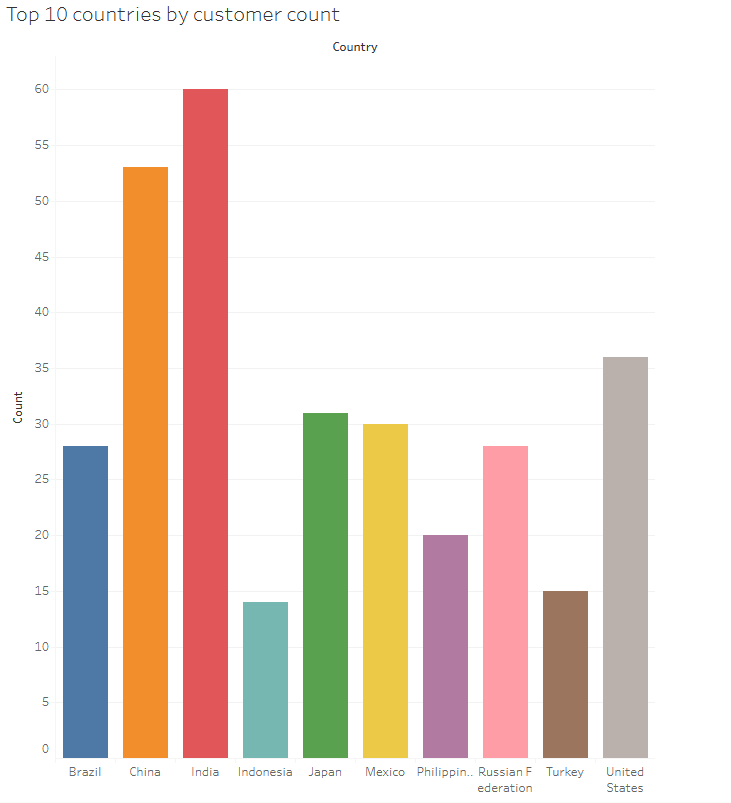 Top 10 countries by customer count
Country
60
55
50
45
40
35
30
25
20
15
10
5
0
Count
Brazil China India Indonesia Japan Mexico Philippin.. Russian F Turkey United
ederation States